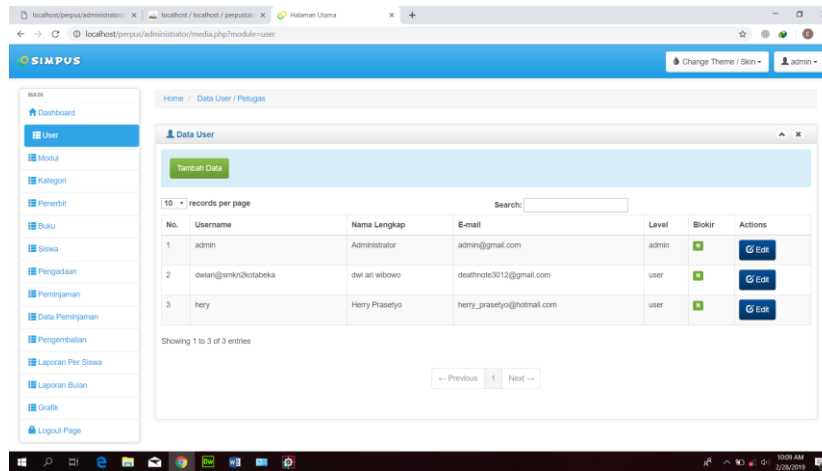 localhost/perpus/administrator/
localhost / localhost / perpustak
Halaman Utama
localhost/perpus/administrator/media.php?module=user
E
SIMPUS
Change Theme / Skin
admin
MAIN
Dashboard
User
Modul
Kategori
Penerbit
Buku
Siswa
Pengadaan
Peminjaman
Data Peminjaman
Pengembalian
Laporan Per Siswa
Laporan Bulan
Grafik
Logout Page
Home / Data User / Petugas
Data User
Tambah Data
10 records per page
Search:
No. Username Nama Lengkap E-mail Level Blokir Actions
1 admin Administrator admin@gmail.com admin N Edit
2 dwiari@smkn2kotabeka dwi ari wibowo deathnote3012@gmail.com user N Edit
3 hery Herry Prasetyo herry_prasetyo@hotmail.com user N Edit
Showing 1 to 3 of 3 entries
← Previous 1 Next →
Dw
10:09 AM
2/28/2019